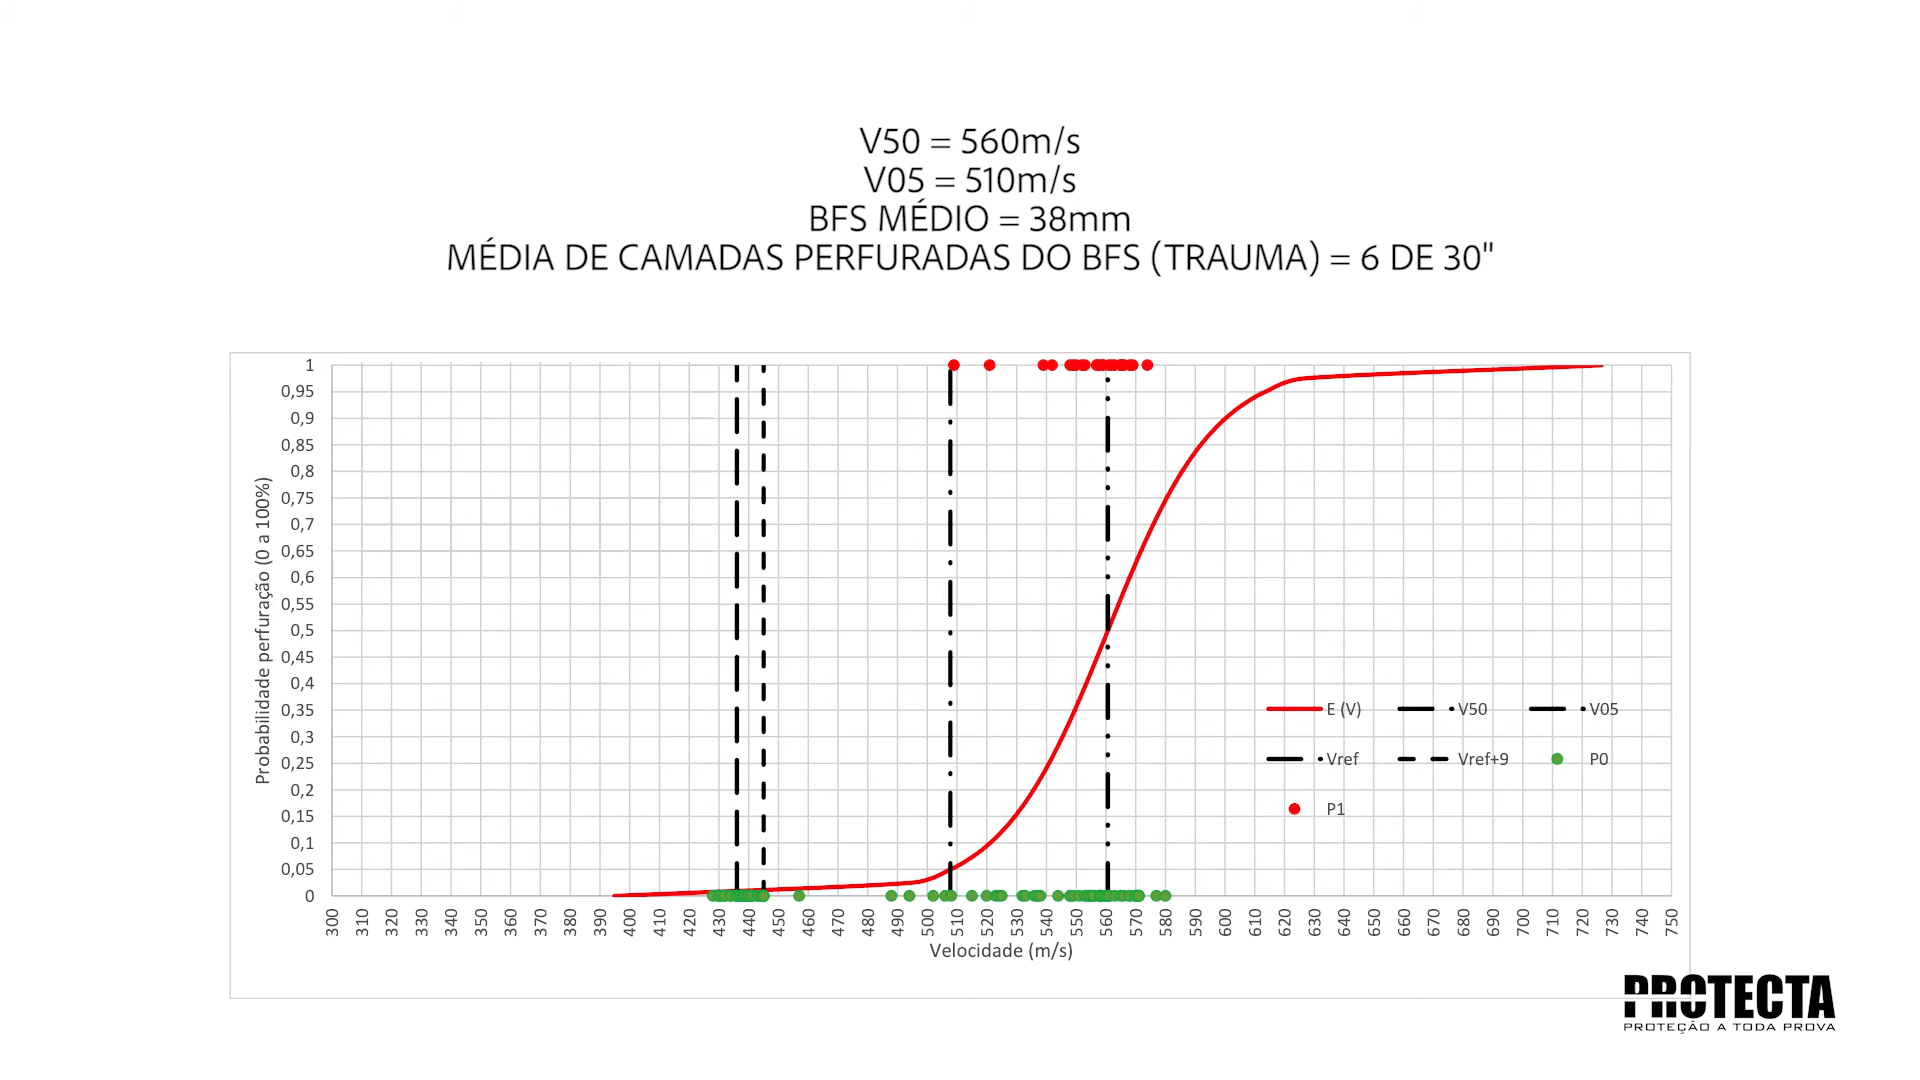 V50 = 560m/s
V05 = 510m/s
BFS MÉDIO = 38mm
MÉDIA DE CAMADAS PERFURADAS DO BFS (TRAUMA) = 6 DE 30"
1
0,95
0,9
0,85
0,8
0,75
0,7
0,65
0,6
0,55
0,5
0,45
0,4
0,35
0,3
0,25
0,2
0,15
0,1
0,05
0
Probabilidade perfuração (0 a 100%)
E (V) V50 V05
Vref Vref+9 P0
P1
300 310 320 330 340 350 360 370 380 390 400 410 420 430 440 450 460 470 480 490 500 510 520 530 540 550 560 570 580 590 600 610 620 630 640 650 660 670 680 690 700 710 720 730 740 750
Velocidade (m/s)
PROTECTA
PROTEÇÃO A TODA PROVA